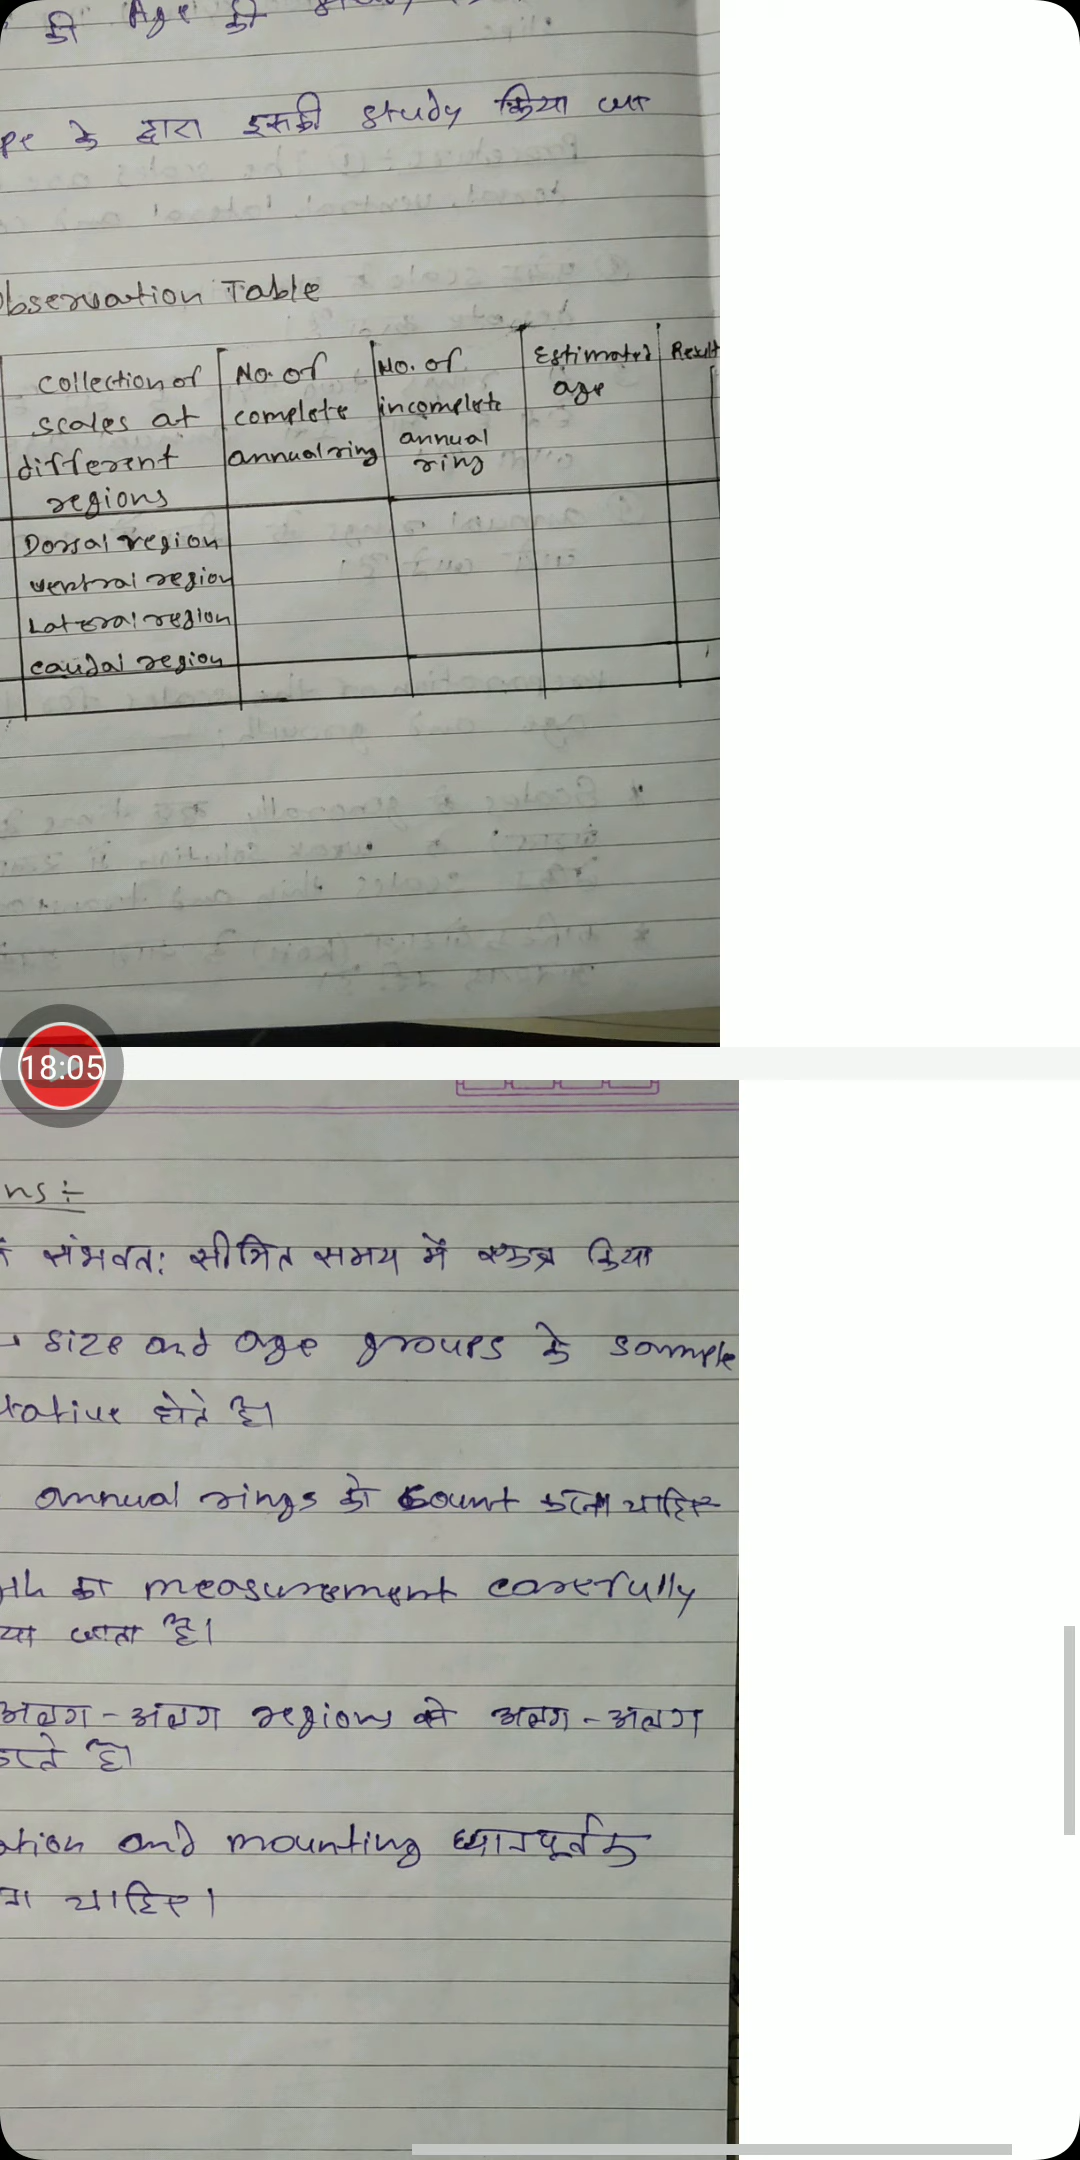 की Age की
के द्वारा इसकी study किया जा
Observation Table
collection of scales at different regions | No. of complete annual ring | No. of incomplete annual ring | Estimated age | Result
Dorsal region
ventral region
Lateral region
caudal region
18:05
ns :-
संभवतः सीमित समय में एकत्र किया
size and age groups के sample
tative होते है।
annual rings को count करना चाहिए
th का measurement carefully
या जाता है।
अलग-अलग regions को अलग-अलग
रते है।
ation and mounting ध्यानपूर्वक
ना चाहिए।